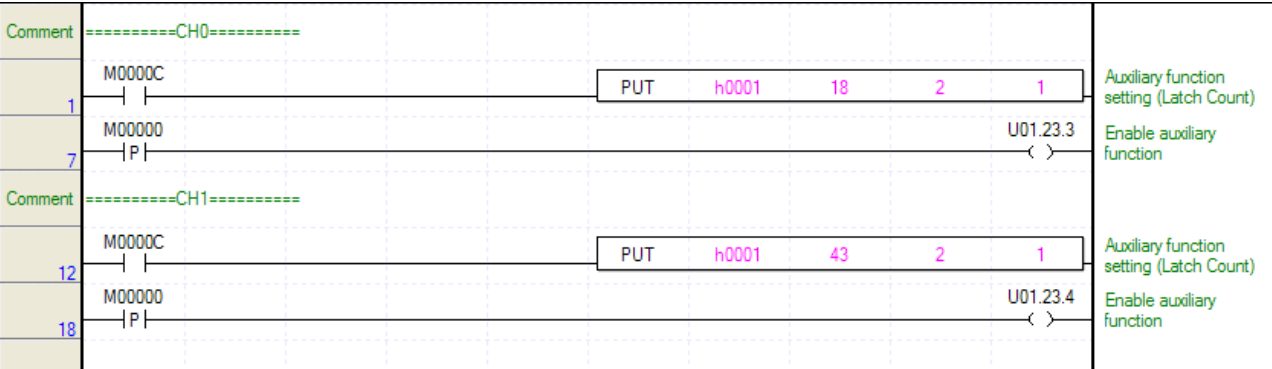 Comment ==========CH0==========
M0000C
1 PUT h0001 18 2 1 Auxiliary function
setting (Latch Count)
M00000 U01.23.3
7 P Enable auxiliary
function
Comment ==========CH1==========
M0000C
12 PUT h0001 43 2 1 Auxiliary function
setting (Latch Count)
M00000 U01.23.4
18 P Enable auxiliary
function